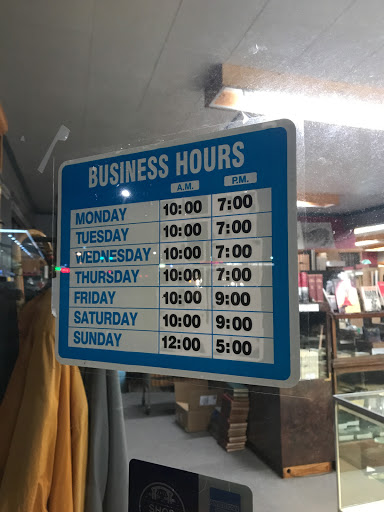 BUSINESS HOURS
A.M. P.M.
MONDAY 10:00 7:00
TUESDAY 10:00 7:00
WEDNESDAY 10:00 7:00
THURSDAY 10:00 7:00
FRIDAY 10:00 9:00
SATURDAY 10:00 9:00
SUNDAY 12:00 5:00